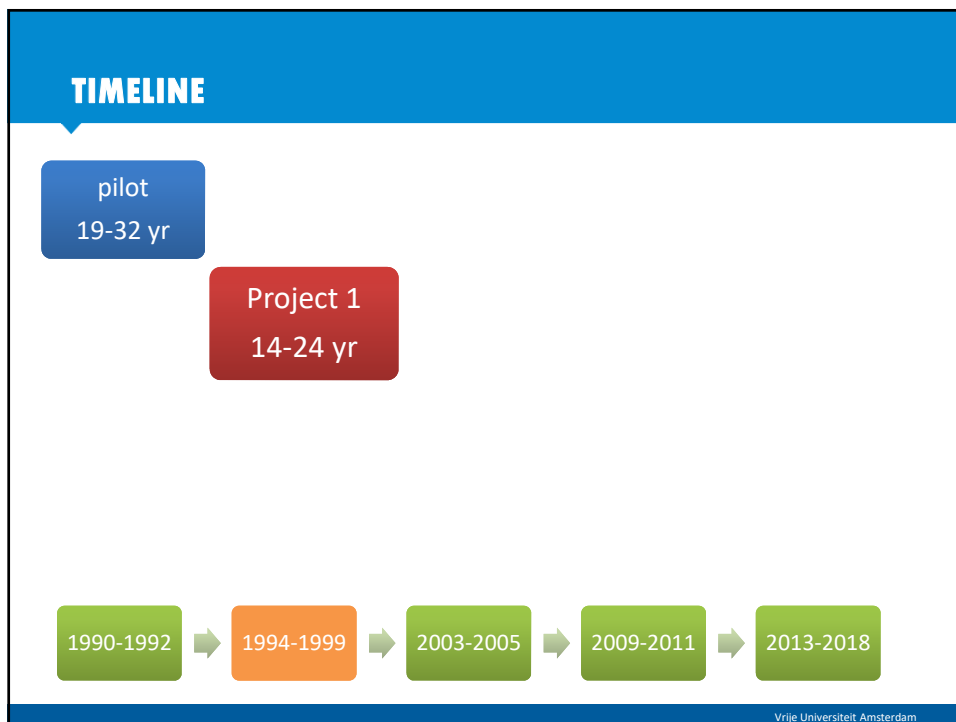 TIMELINE
pilot
19-32 yr
Project 1
14-24 yr
1990-1992
1994-1999
2003-2005
2009-2011
2013-2018
Vrije Universiteit Amsterdam